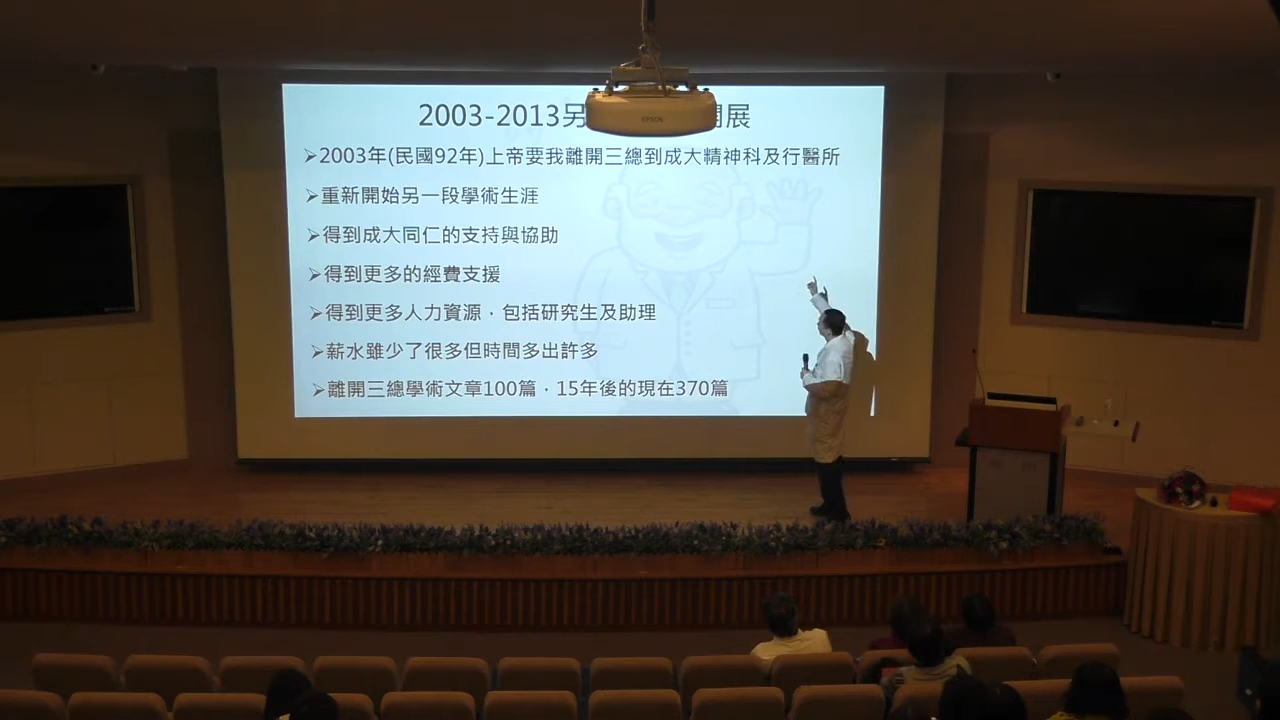 2003-2013另 開展
➢2003年(民國92年)上帝要我離開三總到成大精神科及行醫所
➢重新開始另一段學術生涯
➢得到成大同仁的支持與協助
➢得到更多的經費支援
➢得到更多人力資源，包括研究生及助理
➢薪水雖少了很多但時間多出許多
➢離開三總學術文章100篇，15年後的現在370篇
EPSON